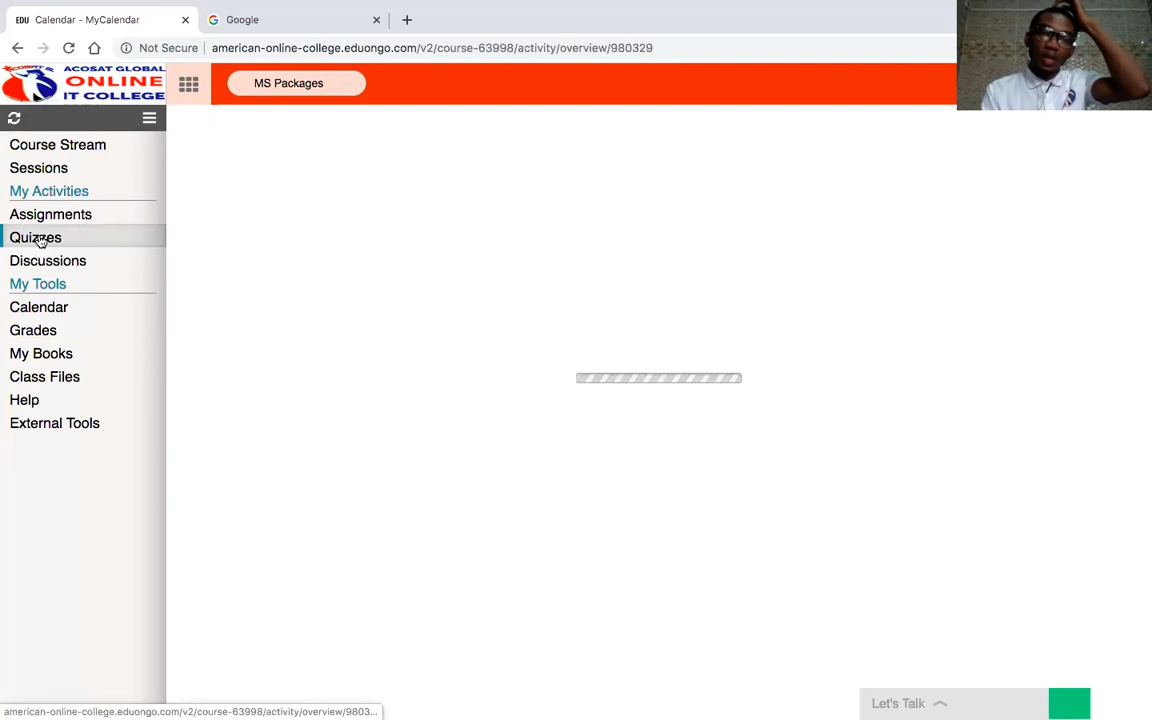 EDU Calendar - MyCalendar
Google
Not Secure american-online-college.eduongo.com/v2/course-63998/activity/overview/980329
ACOSAT GLOBAL
ONLINE
IT COLLEGE
MS Packages
Course Stream
Sessions
My Activities
Assignments
Quizzes
Discussions
My Tools
Calendar
Grades
My Books
Class Files
Help
External Tools
Let's Talk
american-online-college.eduongo.com/v2/course-63998/activity/overview/9803...